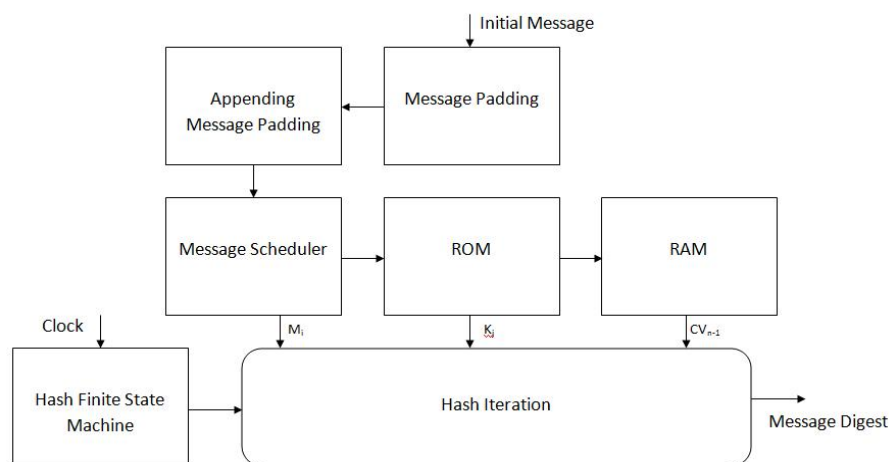 Initial Message
Appending
Message Padding
Message Padding
Message Scheduler
ROM
RAM
Mi
Kj
CVn-1
Clock
Hash Finite State
Machine
Hash Iteration
Message Digest